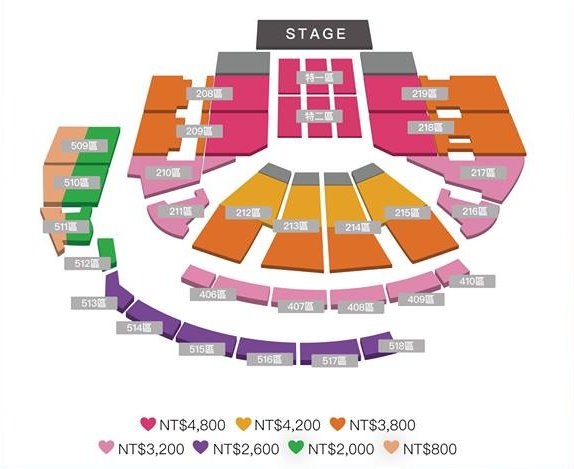 STAGE
特一區
208區
219區
特二區
209區
218區
509區
210區
217區
510區
211區
212區
215區
216區
511區
213區
214區
512區
410區
406區
409區
513區
407區
408區
514區
515區
518區
516區
517區
NT$4,800 NT$4,200 NT$3,800
NT$3,200 NT$2,600 NT$2,000 NT$800